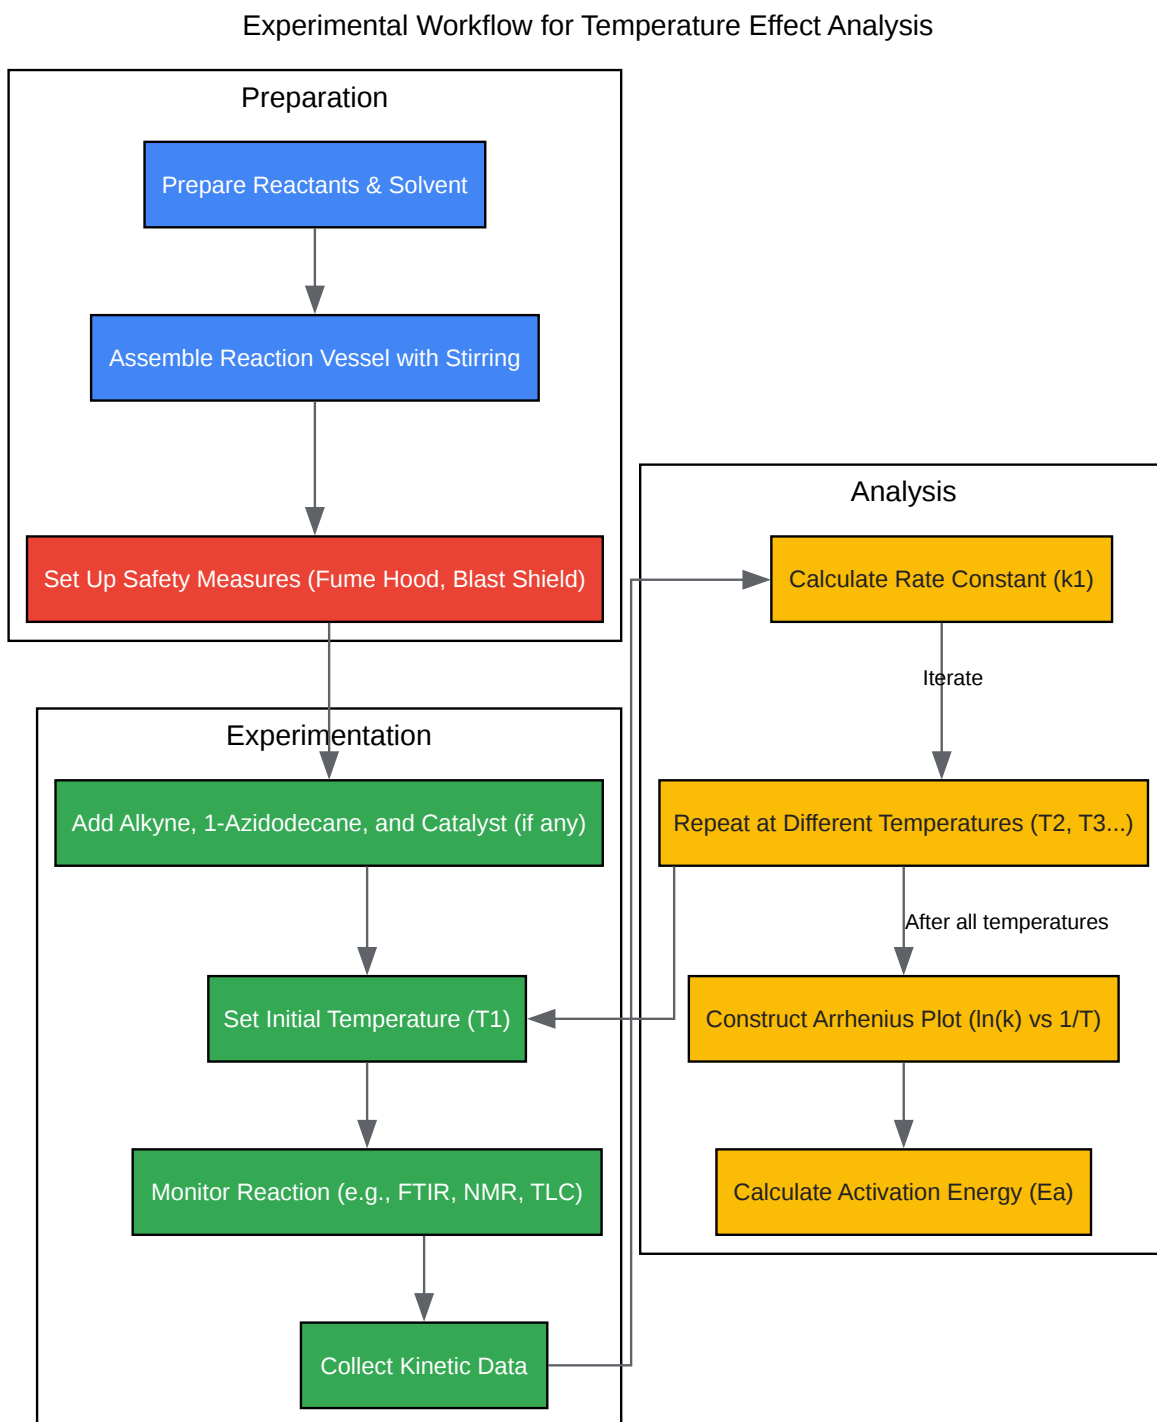 Experimental Workflow for Temperature Effect Analysis
Preparation
Prepare Reactants & Solvent
Assemble Reaction Vessel with Stirring
Set Up Safety Measures (Fume Hood, Blast Shield)
Experimentation
Add Alkyne, 1-Azidodecane, and Catalyst (if any)
Set Initial Temperature (T1)
Monitor Reaction (e.g., FTIR, NMR, TLC)
Collect Kinetic Data
Analysis
Calculate Rate Constant (k1)
Iterate
Repeat at Different Temperatures (T2, T3...)
After all temperatures
Construct Arrhenius Plot (ln(k) vs 1/T)
Calculate Activation Energy (Ea)